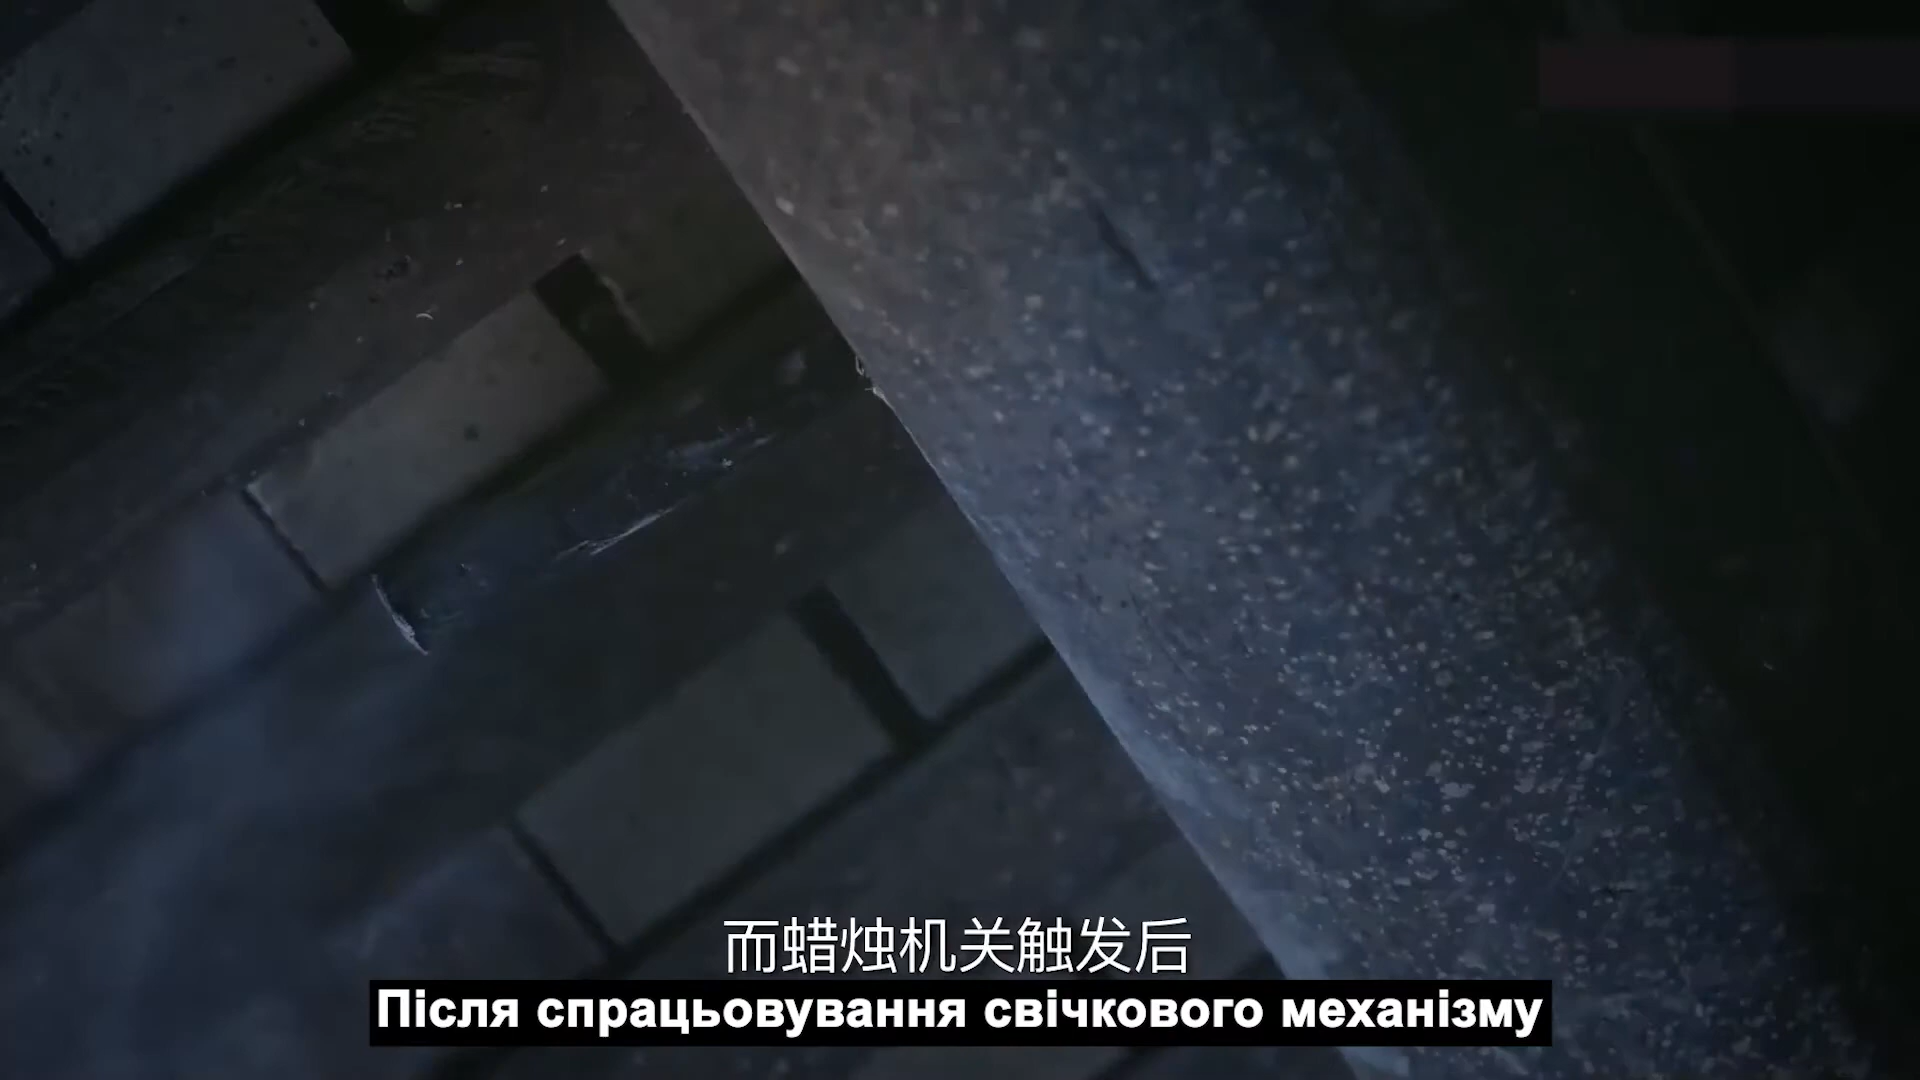 而蜡烛机关触发后
Після спрацьовування свічкового механізму